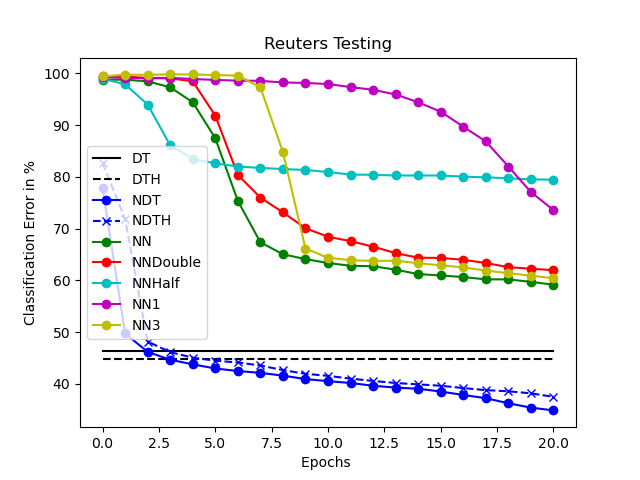 Reuters Testing
Classification Error in %
100
90
80
70
60
50
40
DT
DTH
NDT
NDTH
NN
NNDouble
NNHalf
NN1
NN3
0.0 2.5 5.0 7.5 10.0 12.5 15.0 17.5 20.0
Epochs